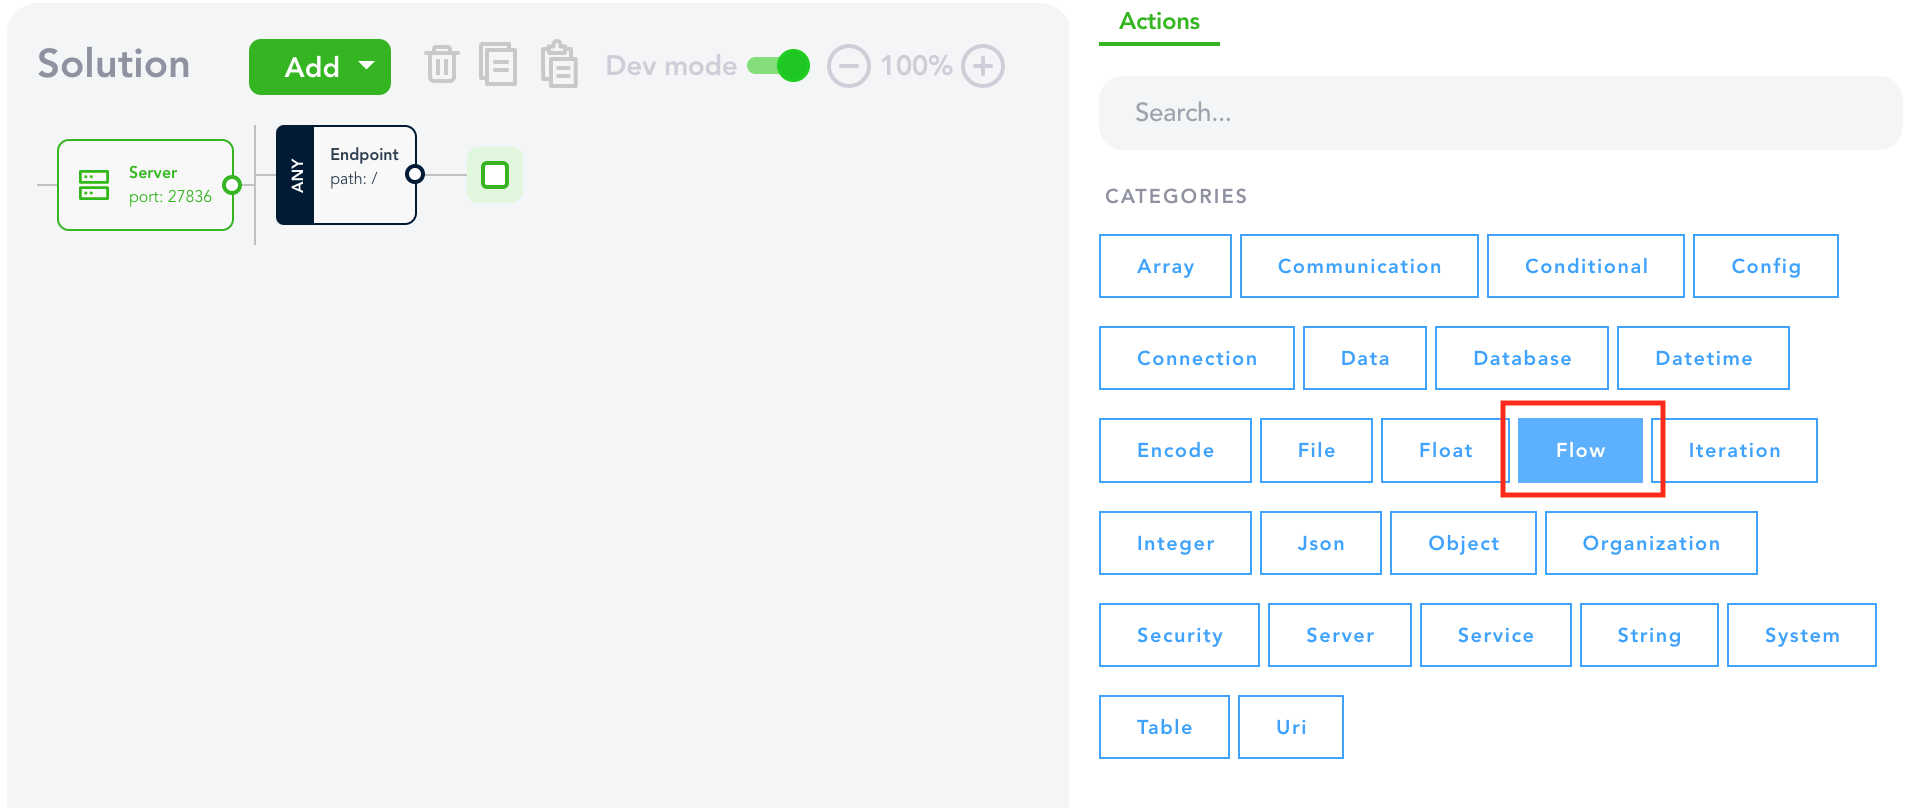 Solution
Add
Dev mode
100%
Server
port: 27836
ANY
Endpoint
path: /
Actions
Search...
CATEGORIES
Array Communication Conditional Config
Connection Data Database Datetime
Encode File Float Flow Iteration
Integer Json Object Organization
Security Server Service String System
Table Uri